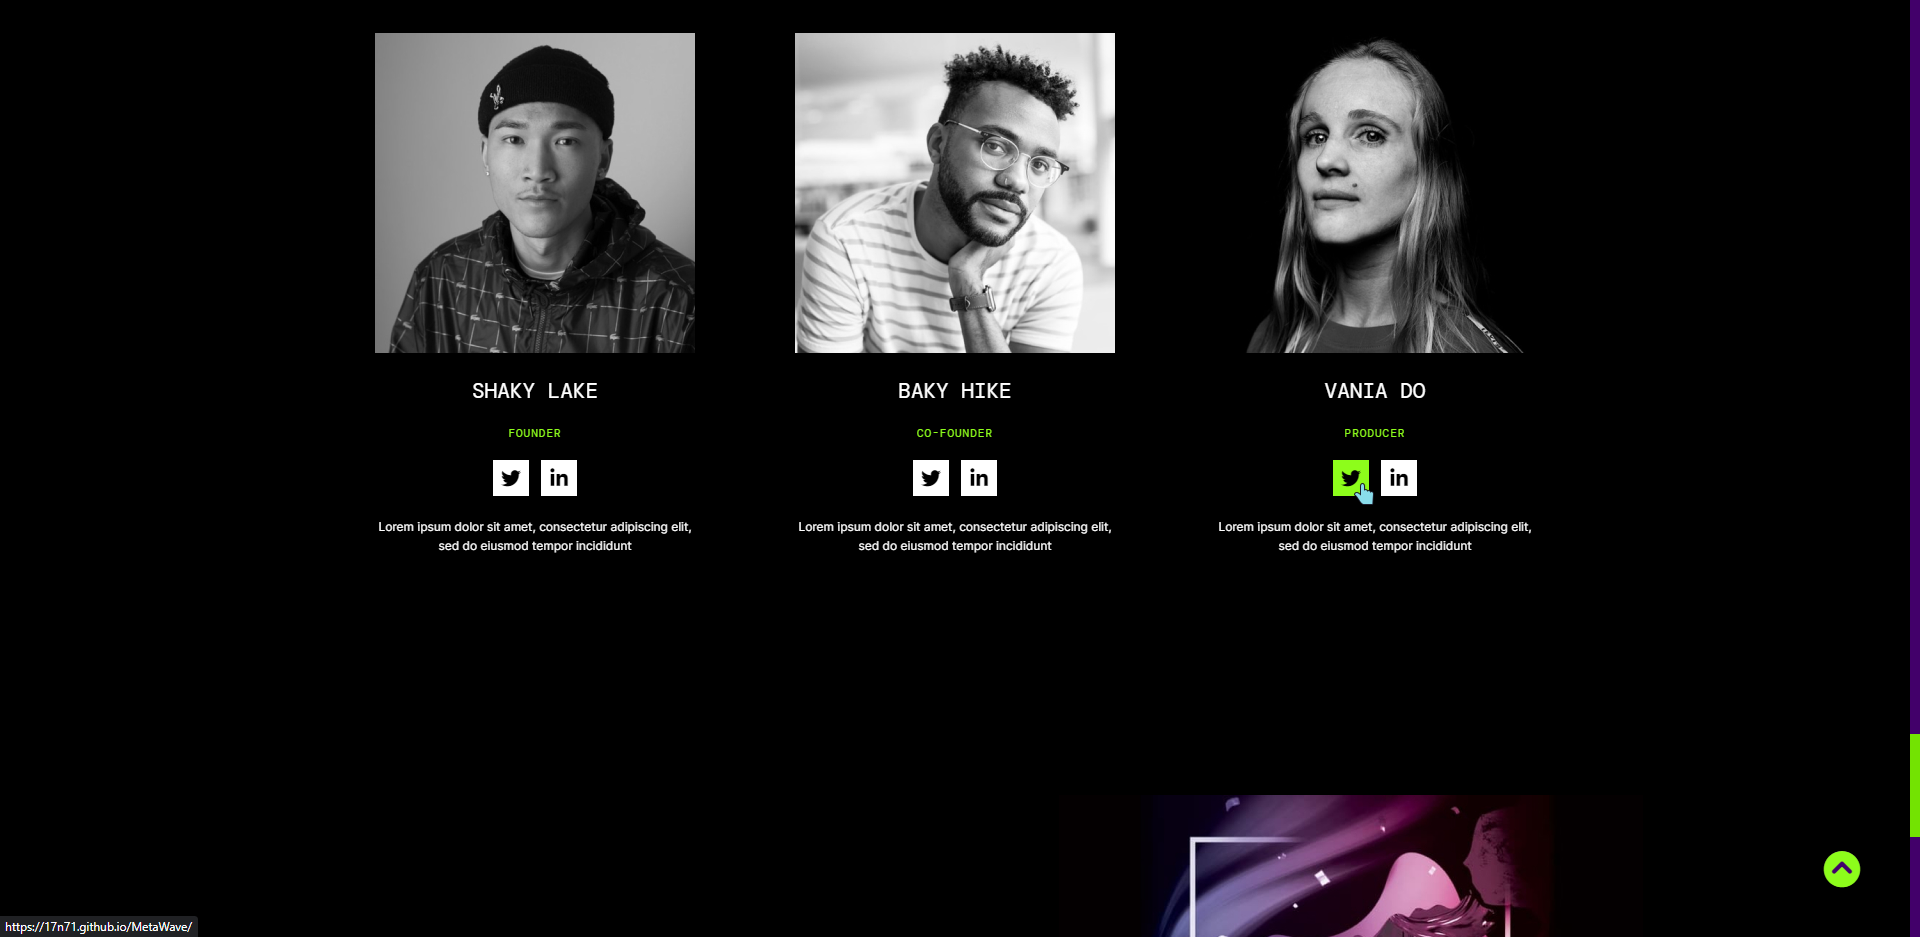 SHAKY LAKE
BAKY HIKE
VANIA DO
FOUNDER
CO-FOUNDER
PRODUCER
in
in
in
Lorem ipsum dolor sit amet, consectetur adipiscing elit,
sed do eiusmod tempor incididunt
Lorem ipsum dolor sit amet, consectetur adipiscing elit,
sed do eiusmod tempor incididunt
Lorem ipsum dolor sit amet, consectetur adipiscing elit,
sed do eiusmod tempor incididunt
https://17n71.github.io/MetaWave/